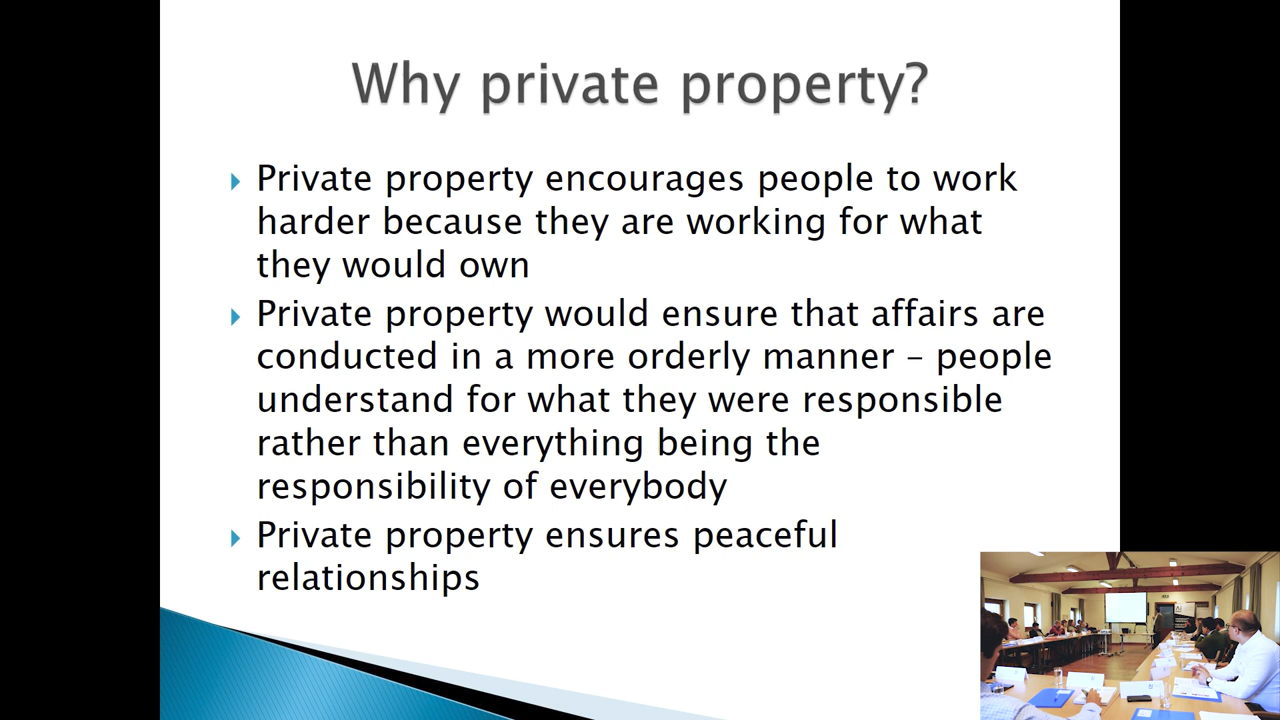 Why private property?
Private property encourages people to work
harder because they are working for what
they would own
Private property would ensure that affairs are
conducted in a more orderly manner – people
understand for what they were responsible
rather than everything being the
responsibility of everybody
Private property ensures peaceful
relationships